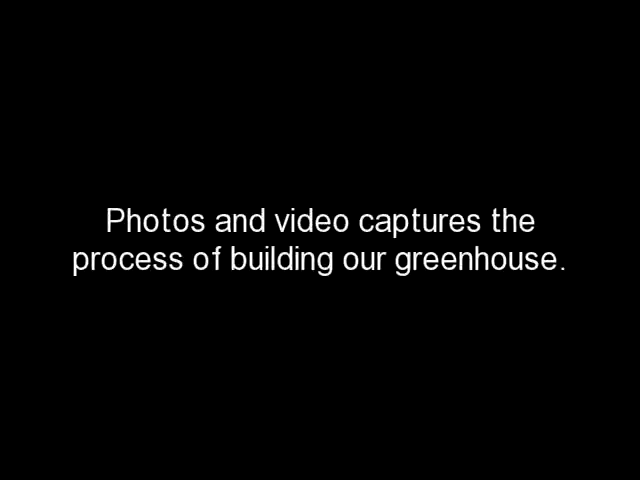 Photos and video captures the
process of building our greenhouse.